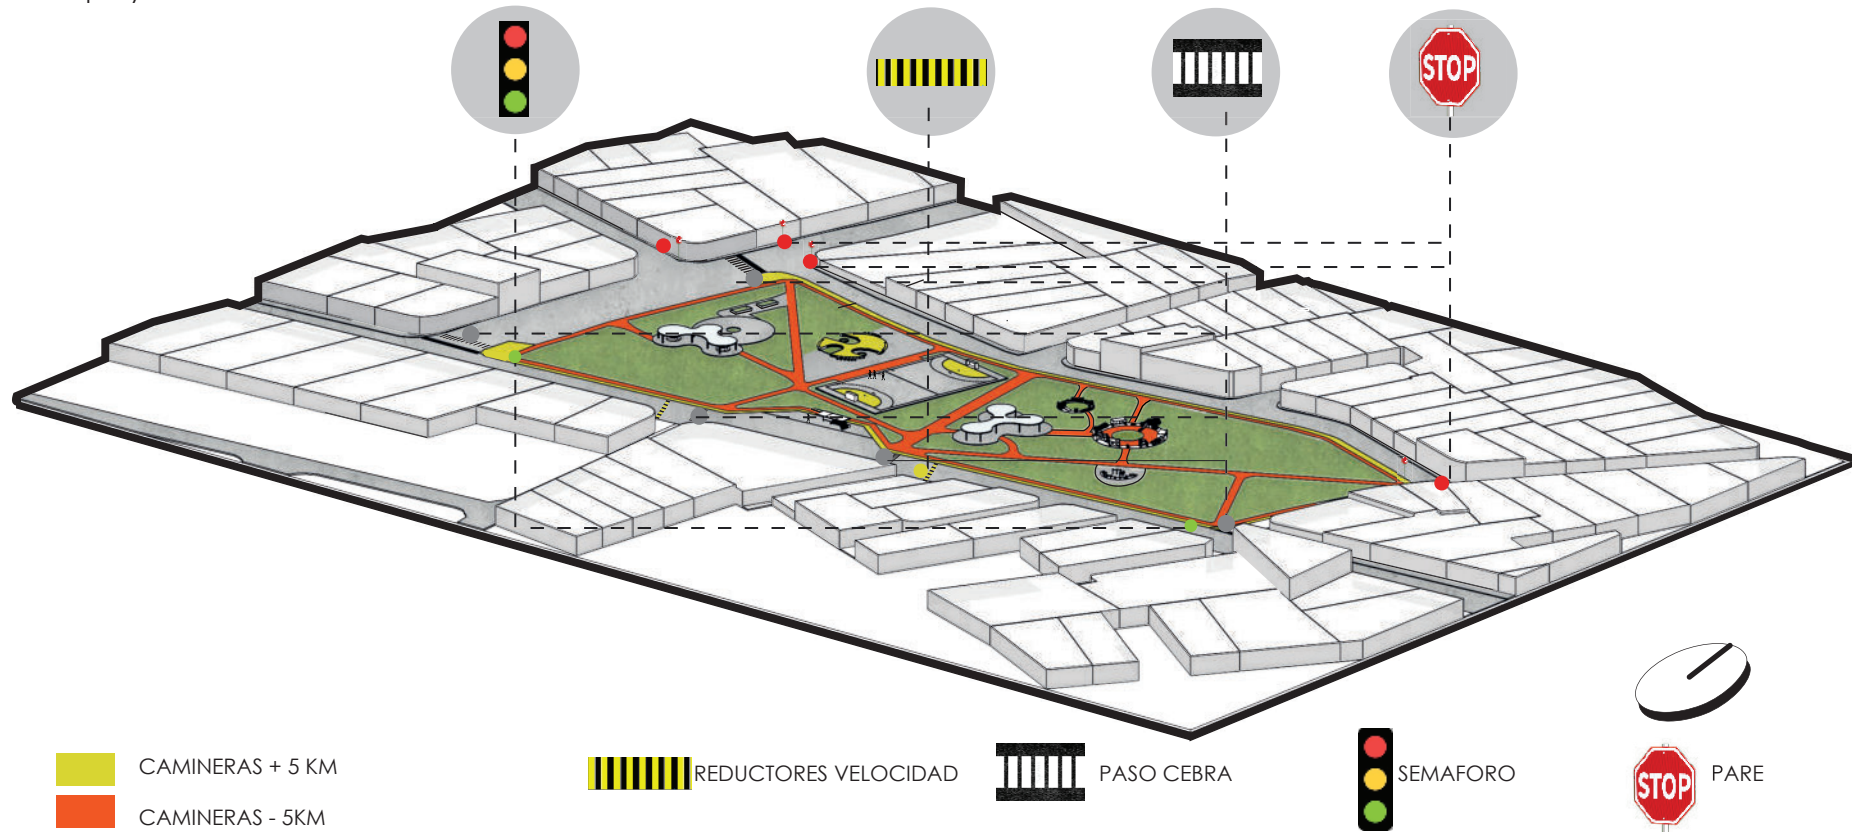 STOP
CAMINERAS + 5 KM
CAMINERAS - 5KM
REDUCTORES VELOCIDAD
PASO CEBRA
SEMAFORO
STOP
PARE